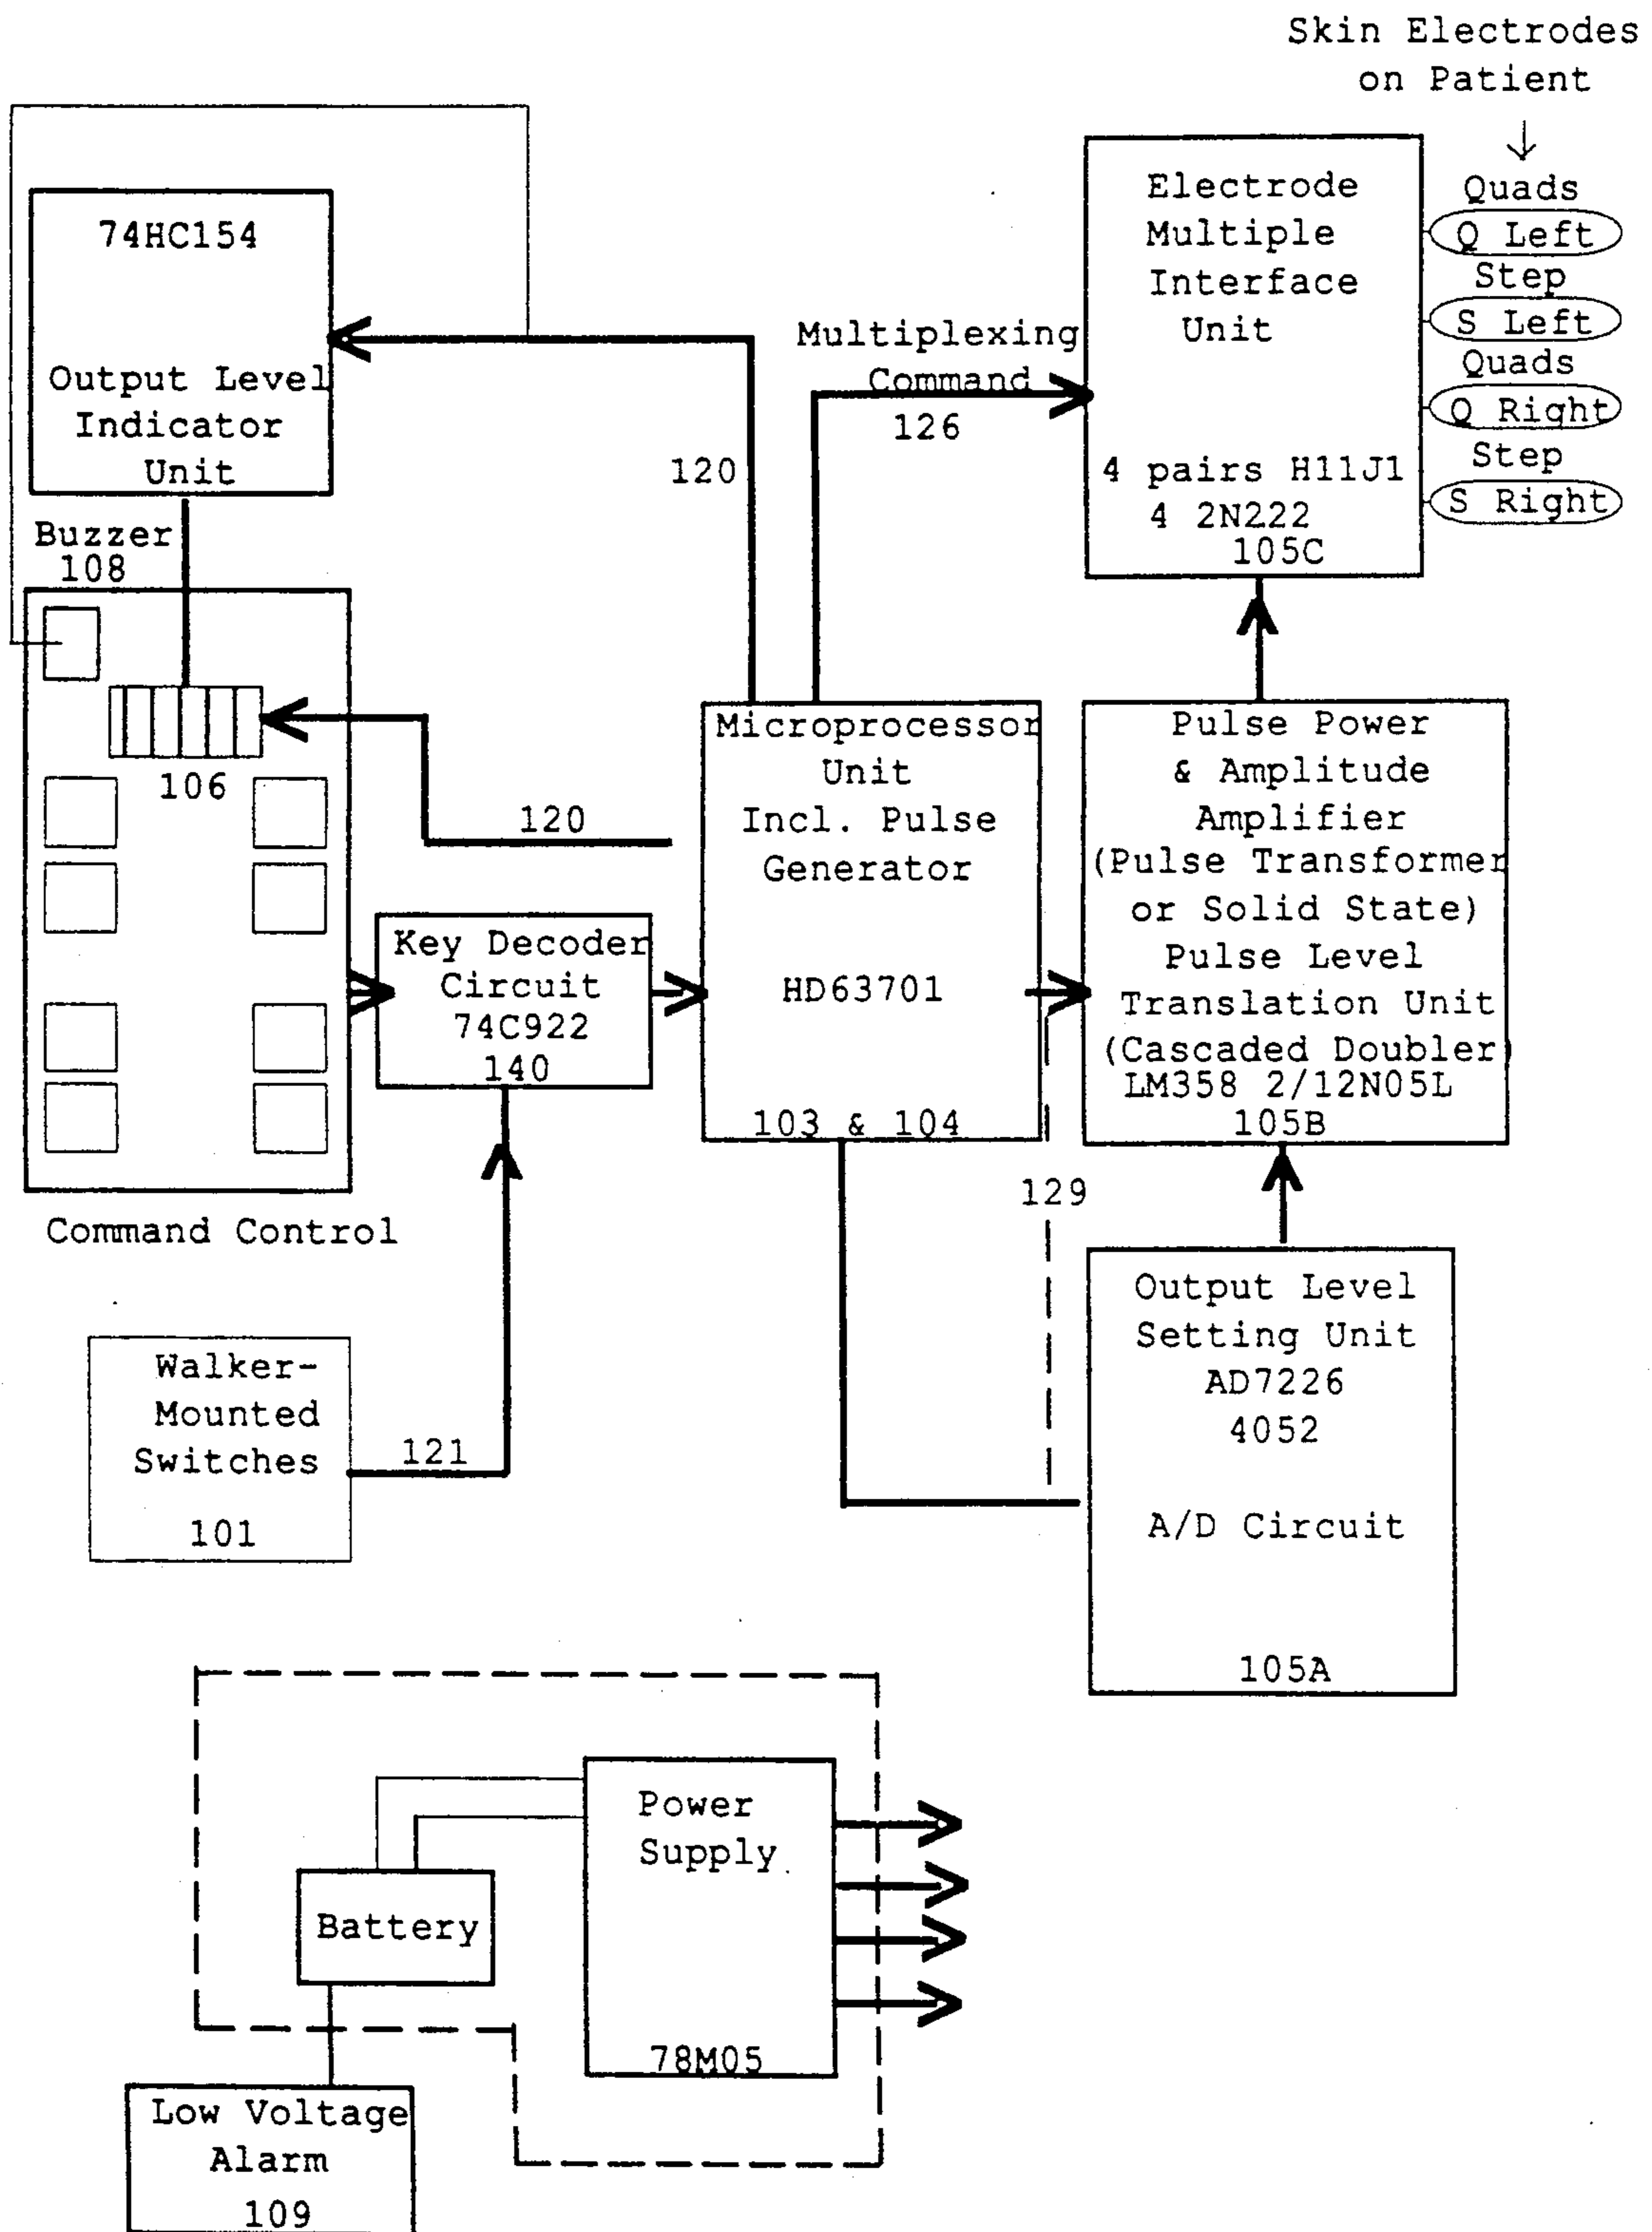 Skin Electrodes
on Patient
74HC154
Output Level
Indicator
Unit
Buzzer
108
106
120
120
Command Control
Key Decoder
Circuit
74C922
140
Walker-
Mounted
Switches
101
121
Microprocessor
Unit
Incl. Pulse
Generator
HD63701
103 & 104
Multiplexing
Command
126
Electrode
Multiple
Interface
Unit
4 pairs H11J1
4 2N222
105C
Quads
Q Left
Step
S Left
Quads
Q Right
Step
S Right
Pulse Power
& Amplitude
Amplifier
(Pulse Transformer
or Solid State)
Pulse Level
Translation Unit
(Cascaded Doubler)
LM358 2/12N05L
105B
129
Output Level
Setting Unit
AD7226
4052
A/D Circuit
105A
Power
Supply
78M05
Battery
Low Voltage
Alarm
109